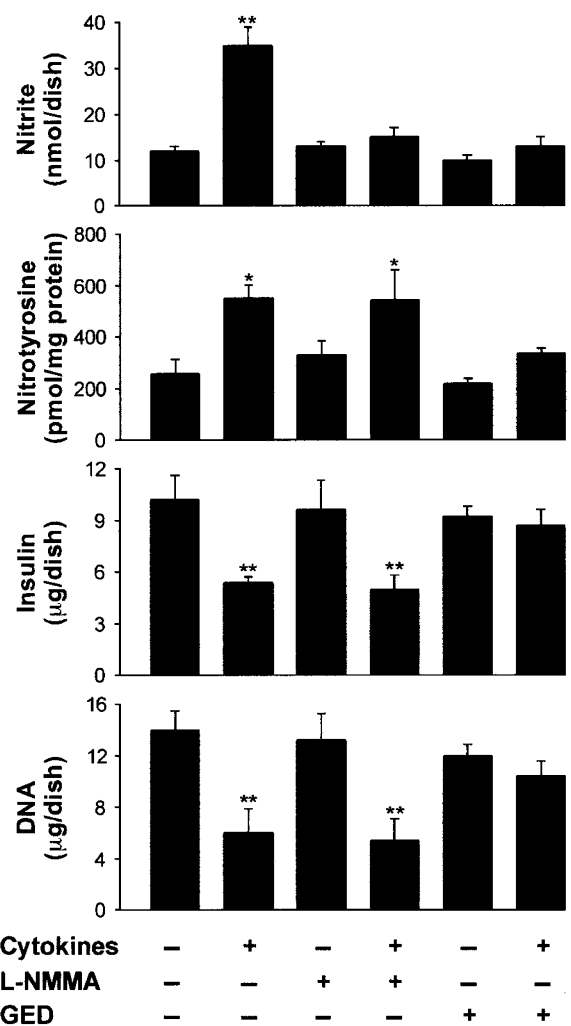 Nitrite
(nmol/dish)
40
30
20
10
0
**
Nitrotyrosine
(pmol/mg protein)
800
600
400
200
0
* *
Insulin
(µg/dish)
12
9
6
3
0
** **
DNA
(µg/dish)
16
12
8
4
0
** **
Cytokines – + – + – +
L-NMMA – – + + – –
GED – – – – + +